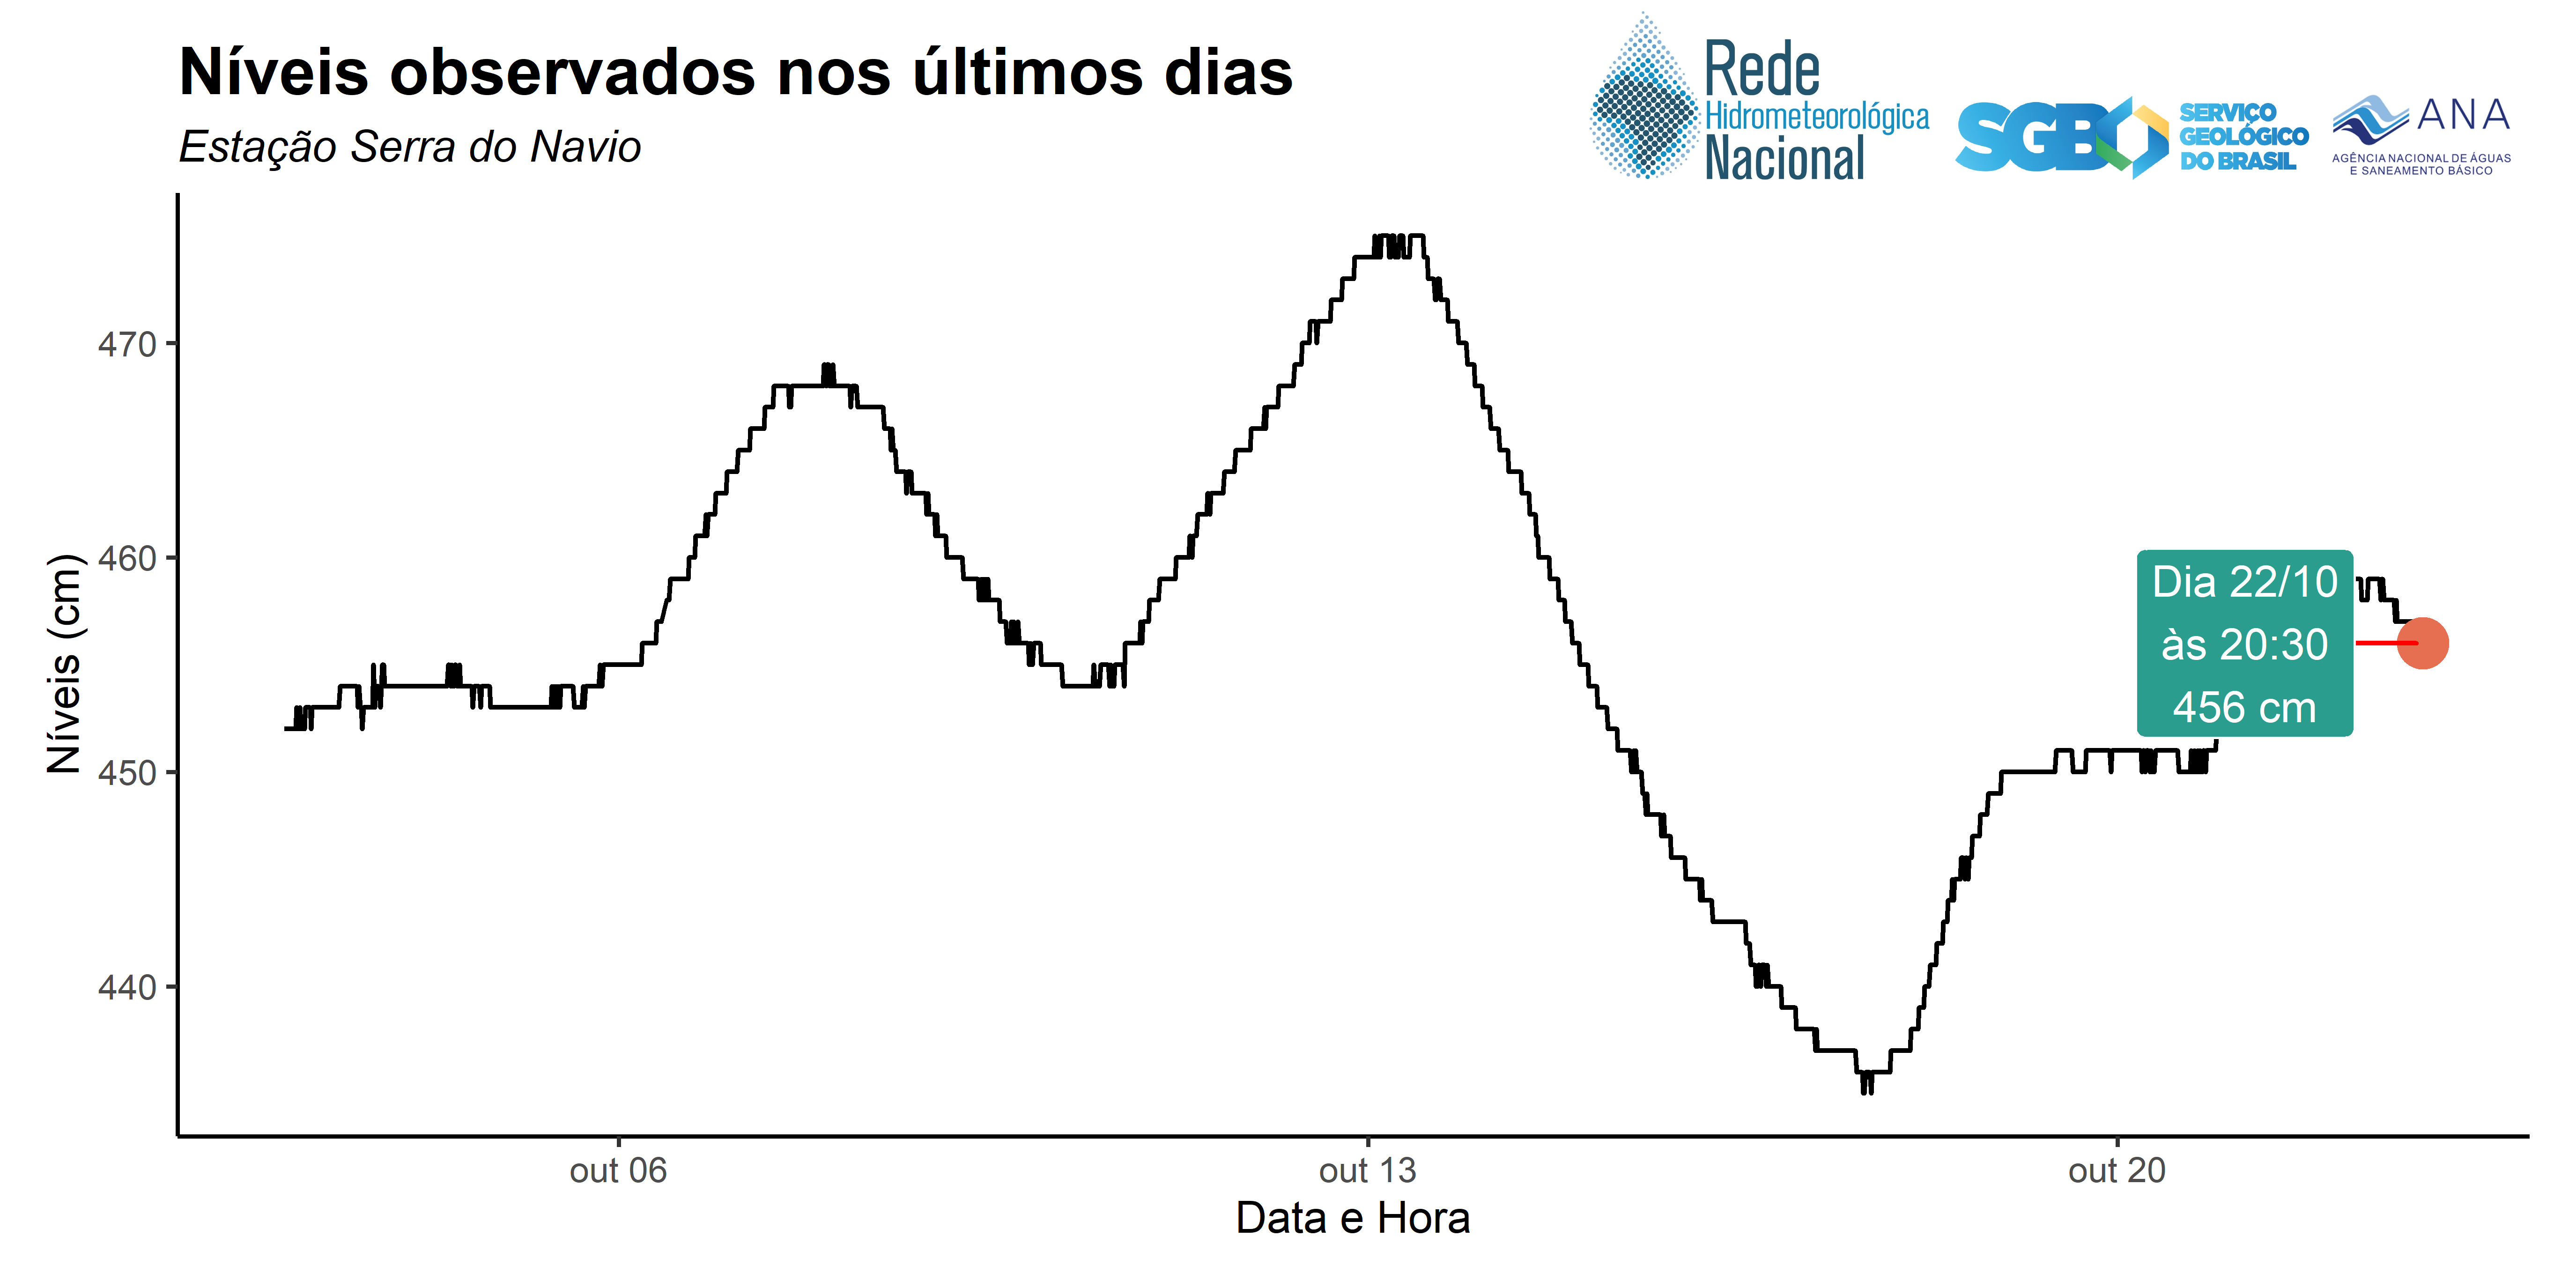 Níveis observados nos últimos dias
Estação Serra do Navio
Rede
Hidrometeorológica
Nacional
SGB
SERVIÇO
GEOLÓGICO
DO BRASIL
ANA
AGÊNCIA NACIONAL DE ÁGUAS
E SANEAMENTO BÁSICO
Níveis (cm)
470
460
450
440
Dia 22/10
às 20:30
456 cm
out 06
out 13
out 20
Data e Hora